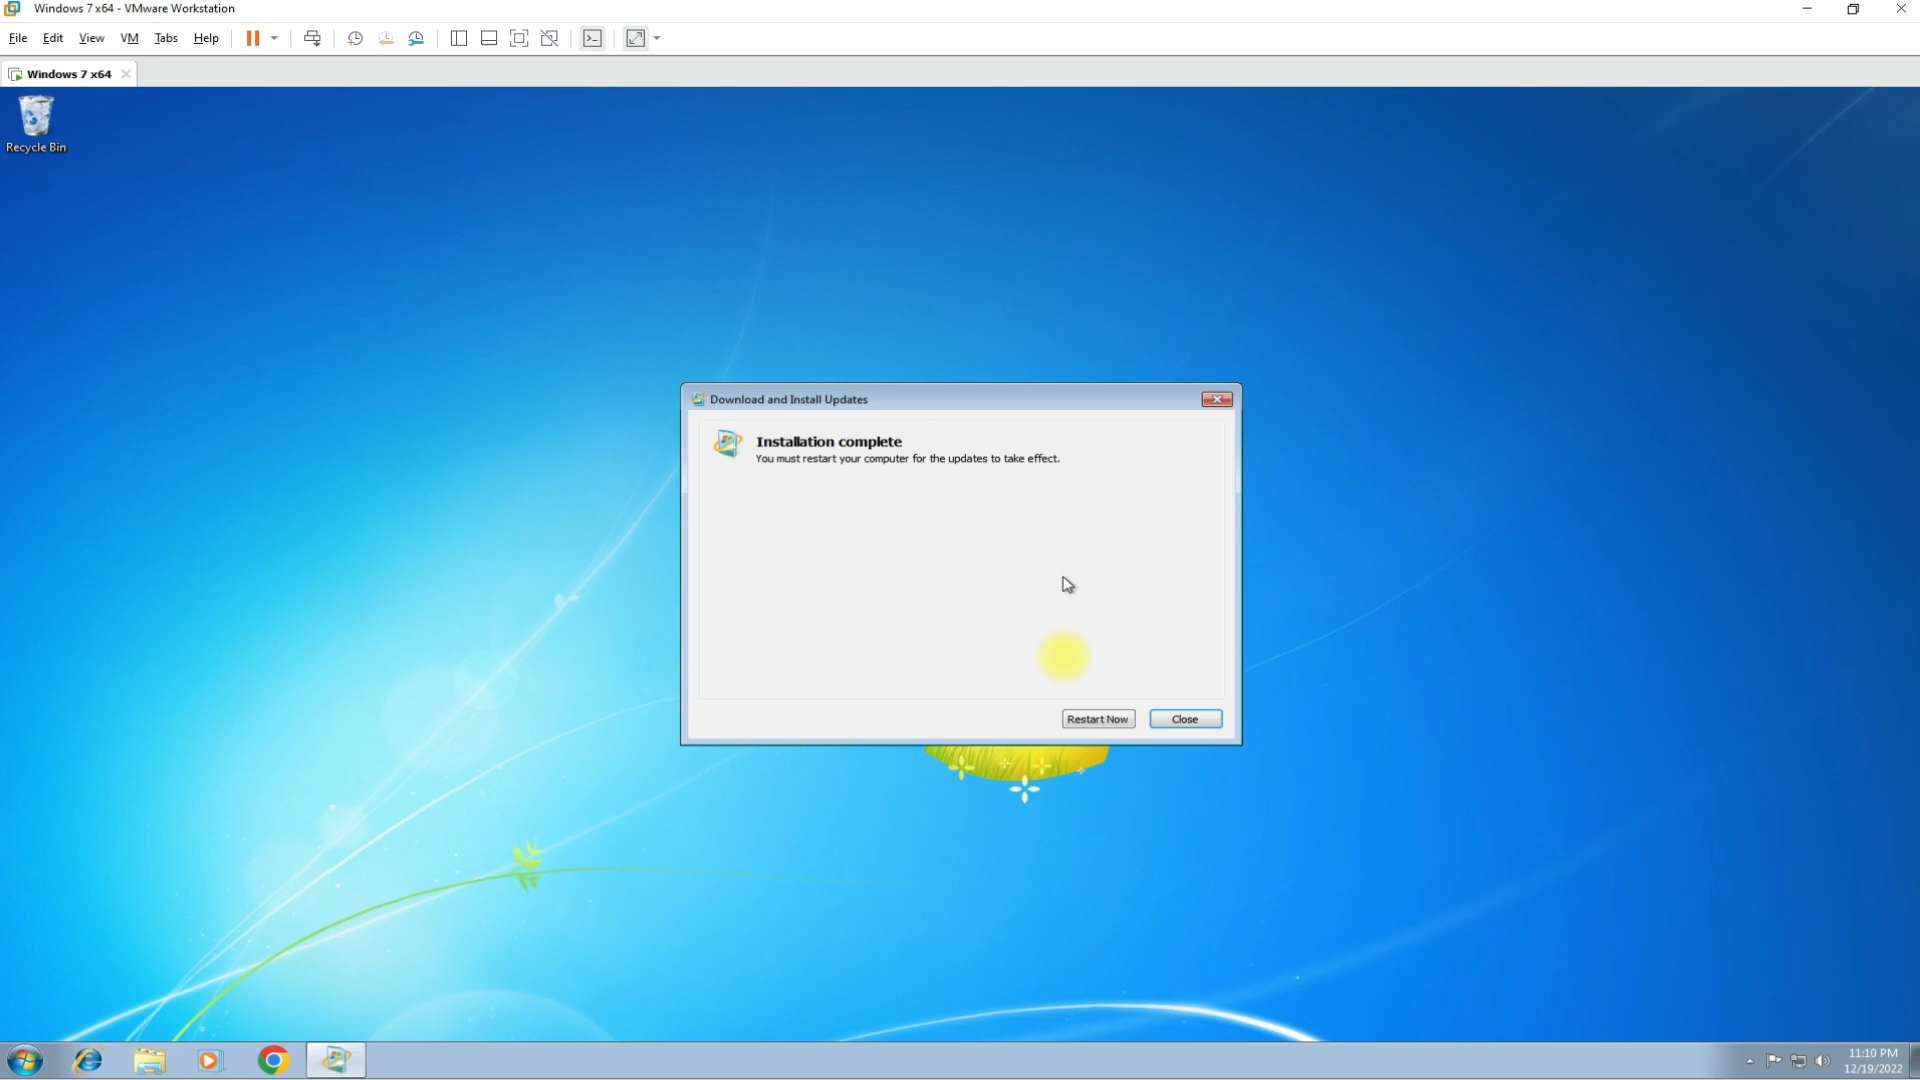 Windows 7 x64 - VMware Workstation
File Edit View VM Tabs Help
Windows 7 x64
Recycle Bin
Download and Install Updates
Installation complete
You must restart your computer for the updates to take effect.
Restart Now Close
11:10 PM
12/19/2022